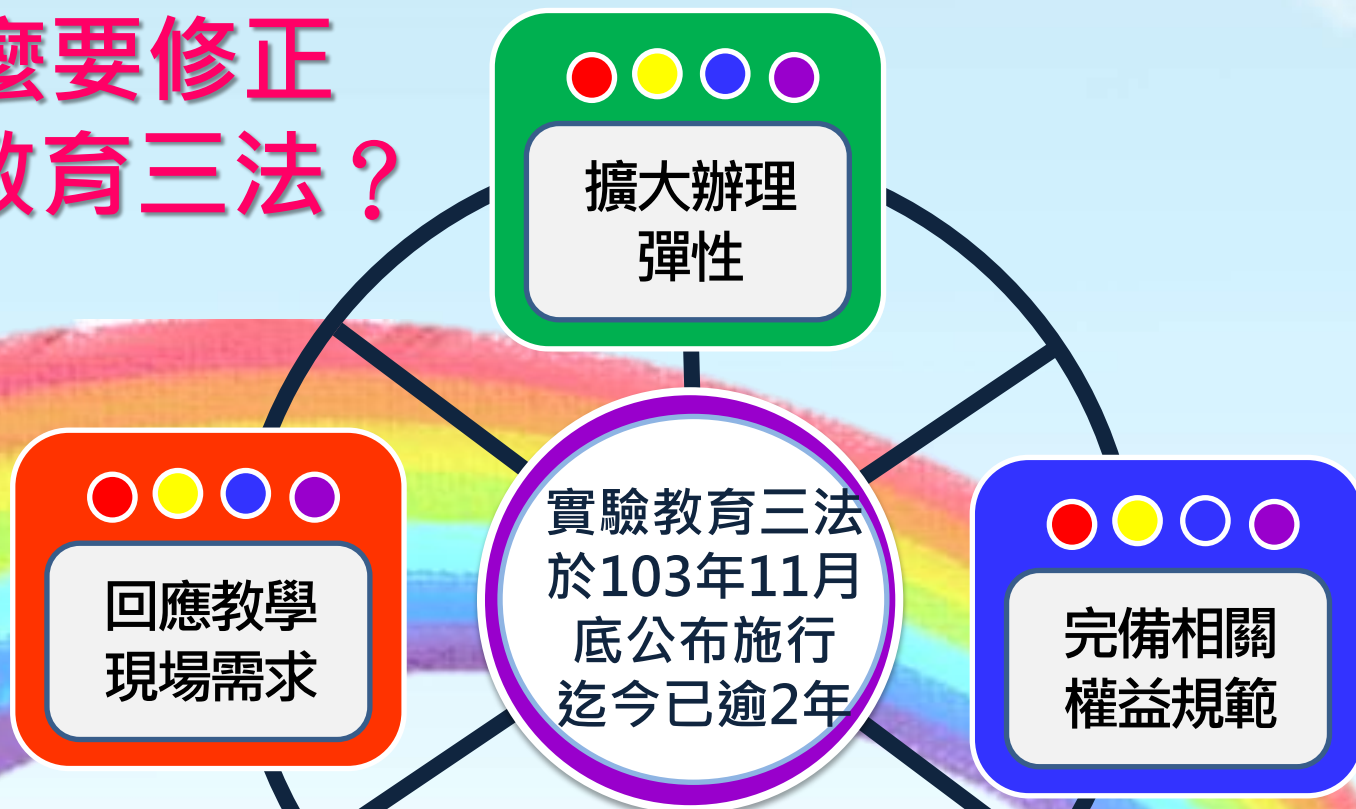 麼要修正
教育三法？
擴大辦理
彈性
回應教學
現場需求
實驗教育三法
於103年11月
底公布施行
迄今已逾2年
完備相關
權益規範